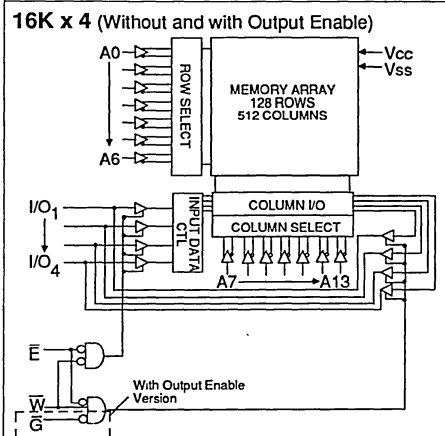 16K x 4 (Without and with Output Enable)
A0
A6
ROW SELECT
MEMORY ARRAY
128 ROWS
512 COLUMNS
Vcc
Vss
I/O1
I/O4
INPUT DATA
CTL
COLUMN I/O
COLUMN SELECT
A7
A13
E
W
G
With Output Enable
Version